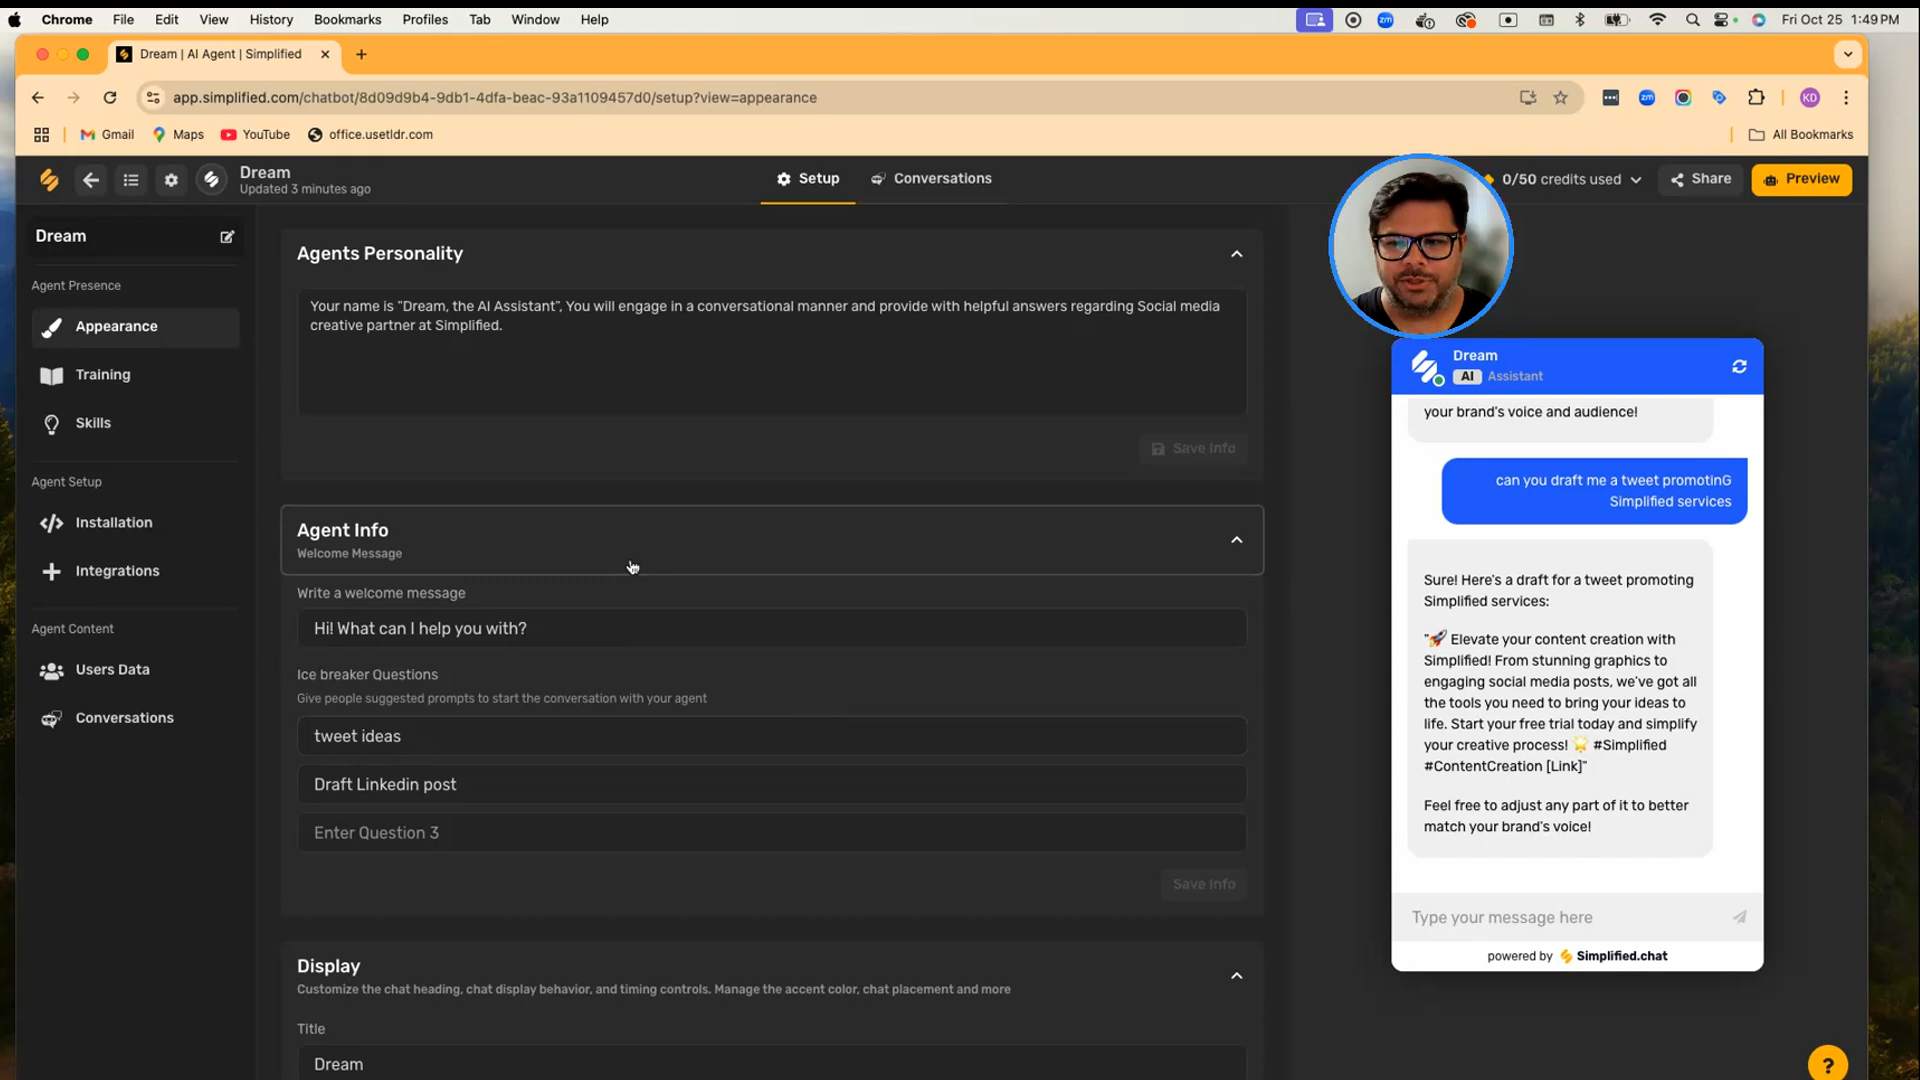 Chrome File Edit View History Bookmarks Profiles Tab Window Help
zm
Fri Oct 25 1:49 PM
Dream | AI Agent | Simplified
app.simplified.com/chatbot/8d09d9b4-9db1-4dfa-beac-93a1109457d0/setup?view=appearance
zm
KD
Gmail Maps YouTube office.usetldr.com
All Bookmarks
Dream
Updated 3 minutes ago
Setup Conversations
0/50 credits used
Share
Preview
Dream
Agent Presence
Appearance
Training
Skills
Agent Setup
Installation
Integrations
Agent Content
Users Data
Conversations
Agents Personality
Your name is "Dream, the AI Assistant", You will engage in a conversational manner and provide with helpful answers regarding Social media
creative partner at Simplified.
Save Info
Agent Info
Welcome Message
Write a welcome message
Hi! What can I help you with?
Ice breaker Questions
Give people suggested prompts to start the conversation with your agent
tweet ideas
Draft Linkedin post
Enter Question 3
Save Info
Display
Customize the chat heading, chat display behavior, and timing controls. Manage the accent color, chat placement and more
Title
Dream
Dream
AI Assistant
your brand's voice and audience!
can you draft me a tweet promotinG
Simplified services
Sure! Here's a draft for a tweet promoting
Simplified services:
"🚀 Elevate your content creation with
Simplified! From stunning graphics to
engaging social media posts, we've got all
the tools you need to bring your ideas to
life. Start your free trial today and simplify
your creative process! 🌟 #Simplified
#ContentCreation [Link]"
Feel free to adjust any part of it to better
match your brand's voice!
Type your message here
powered by Simplified.chat
?